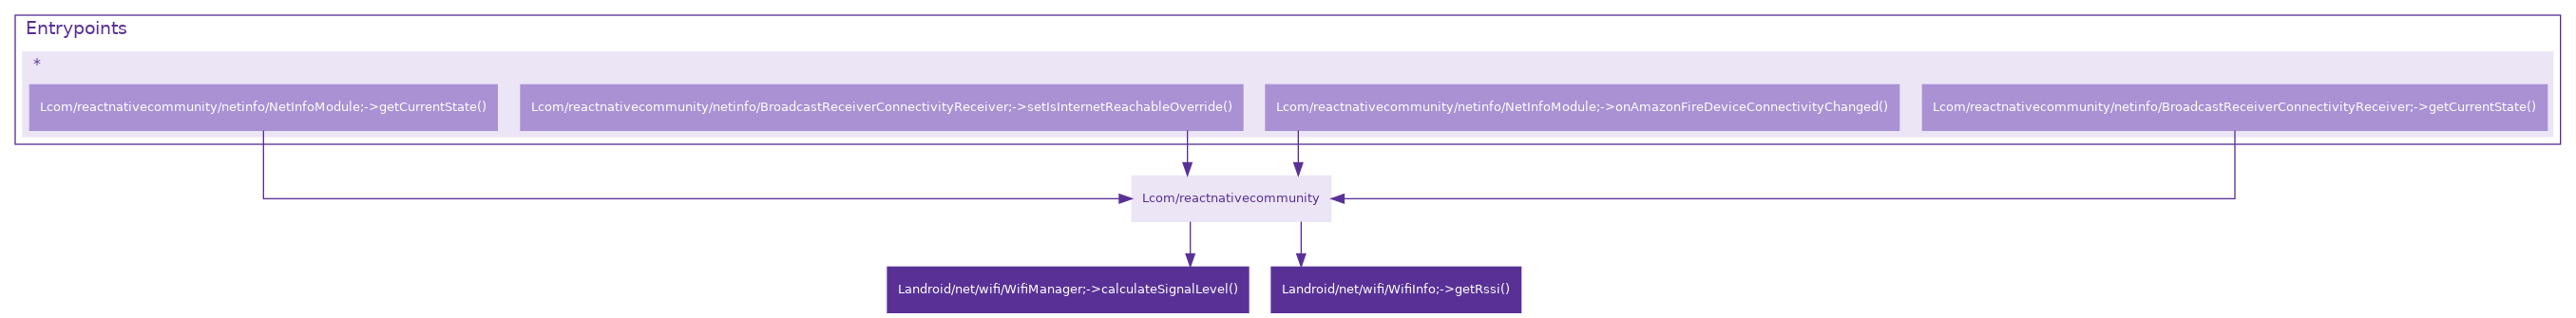 Entrypoints
*
Lcom/reactnativecommunity/netinfo/NetInfoModule;->getCurrentState()
Lcom/reactnativecommunity/netinfo/BroadcastReceiverConnectivityReceiver;->setIsInternetReachableOverride()
Lcom/reactnativecommunity/netinfo/NetInfoModule;->onAmazonFireDeviceConnectivityChanged()
Lcom/reactnativecommunity/netinfo/BroadcastReceiverConnectivityReceiver;->getCurrentState()
Lcom/reactnativecommunity
Landroid/net/wifi/WifiManager;->calculateSignalLevel()
Landroid/net/wifi/WifiInfo;->getRssi()